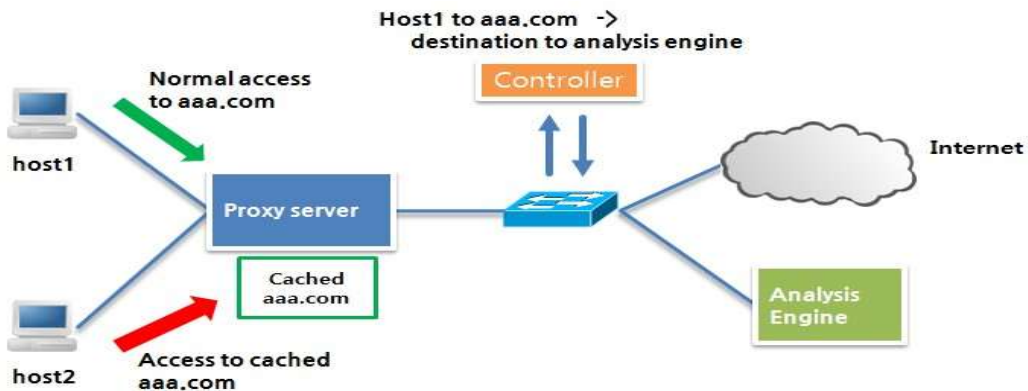 Host1 to aaa.com ->
destination to analysis engine
Controller
Normal access
to aaa.com
host1
Internet
Proxy server
Cached
aaa.com
Analysis
Engine
Access to cached
aaa.com
host2